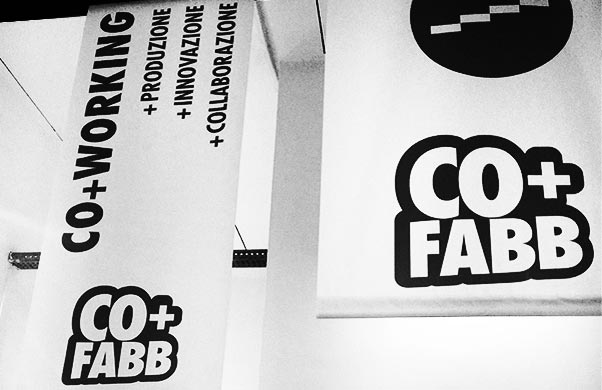 CO+WORKING
+PRODUZIONE
+INNOVAZIONE
+COLLABORAZIONE
CO+
FABB
CO+
FABB